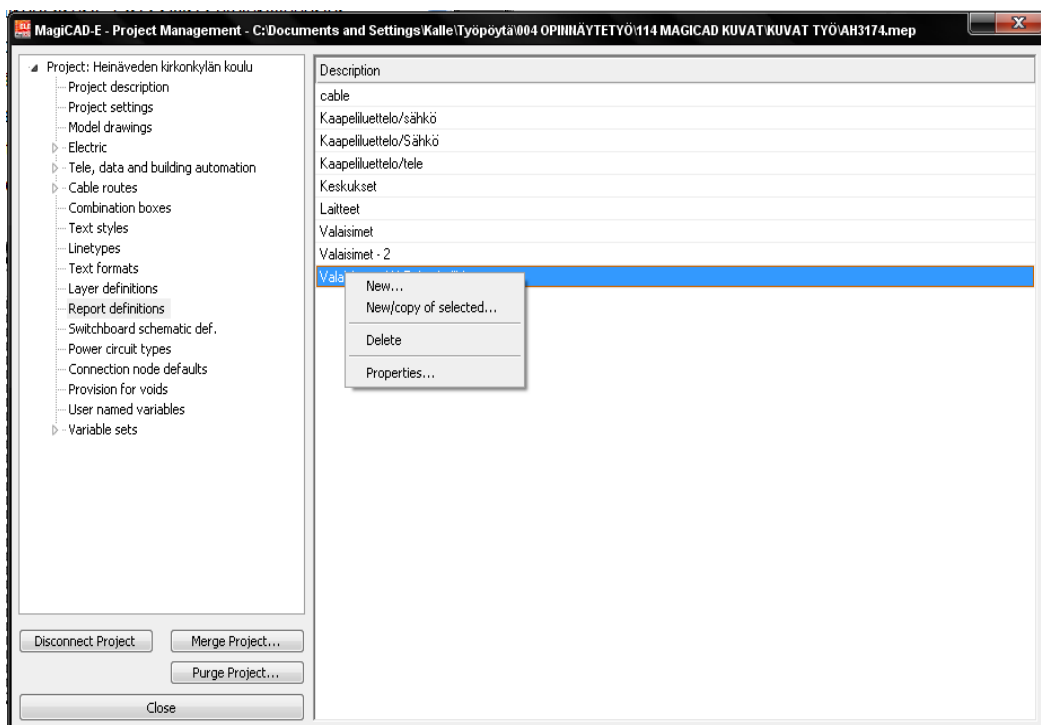 MagiCAD-E - Project Management - C:\Documents and Settings\Kalle\Työpöytä\004 OPINNÄYTETYÖ\114 MAGICAD KUVAT\KUVAT TYÖ\AH3174.mep
Project: Heinäveden kirkonkylän koulu
Project description
Project settings
Model drawings
Electric
Tele, data and building automation
Cable routes
Combination boxes
Text styles
Linetypes
Text formats
Layer definitions
Report definitions
Switchboard schematic def.
Power circuit types
Connection node defaults
Provision for voids
User named variables
Variable sets
Disconnect Project
Merge Project...
Purge Project...
Close
Description
cable
Kaapeliluettelo/sähkö
Kaapeliluettelo/Sähkö
Kaapeliluettelo/tele
Keskukset
Laitteet
Valaisimet
Valaisimet - 2
New...
New/copy of selected...
Delete
Properties...